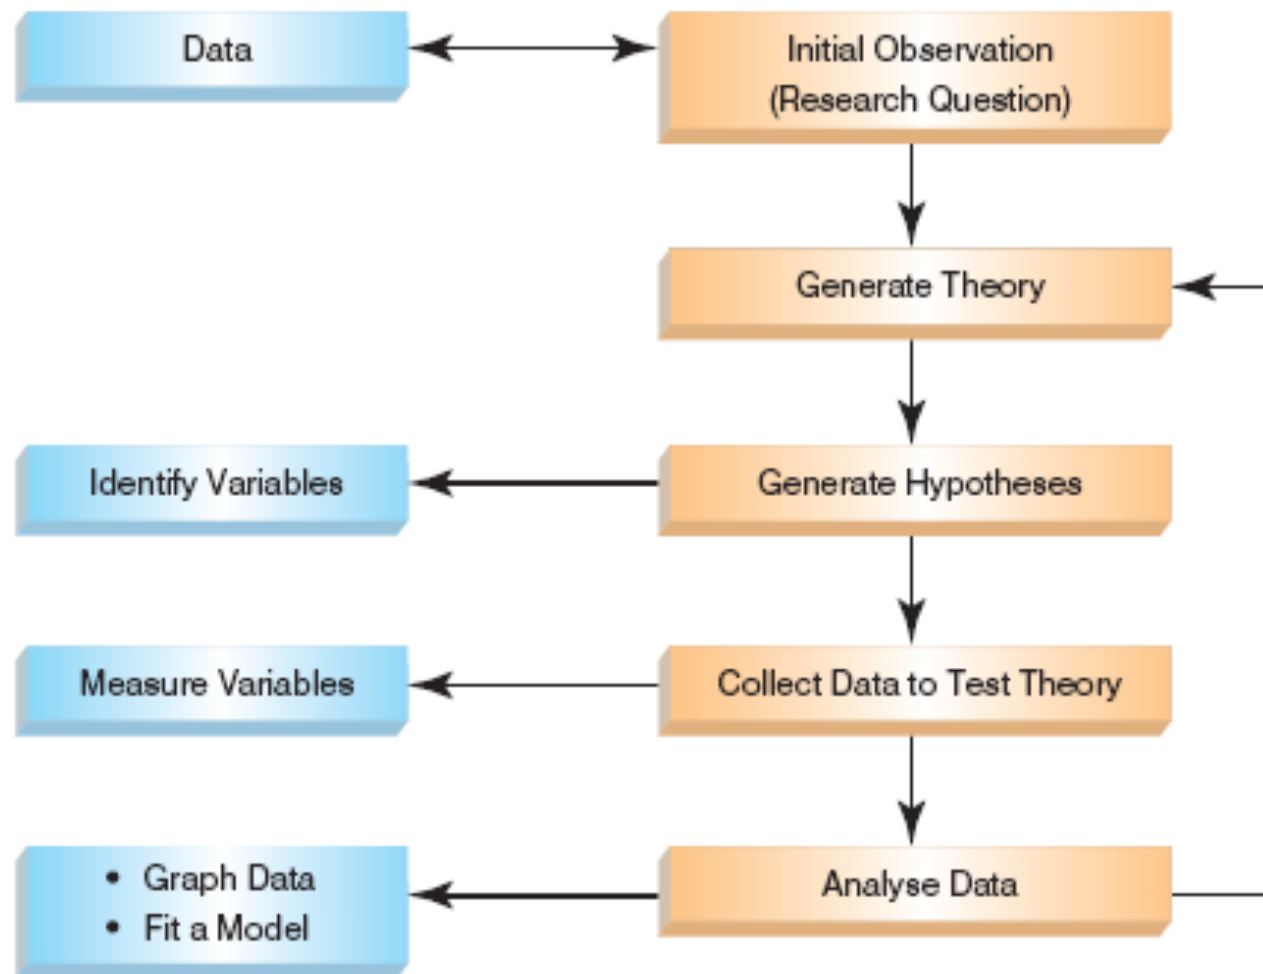 Data
Initial Observation
(Research Question)
Generate Theory
Identify Variables
Generate Hypotheses
Measure Variables
Collect Data to Test Theory
• Graph Data
• Fit a Model
Analyse Data